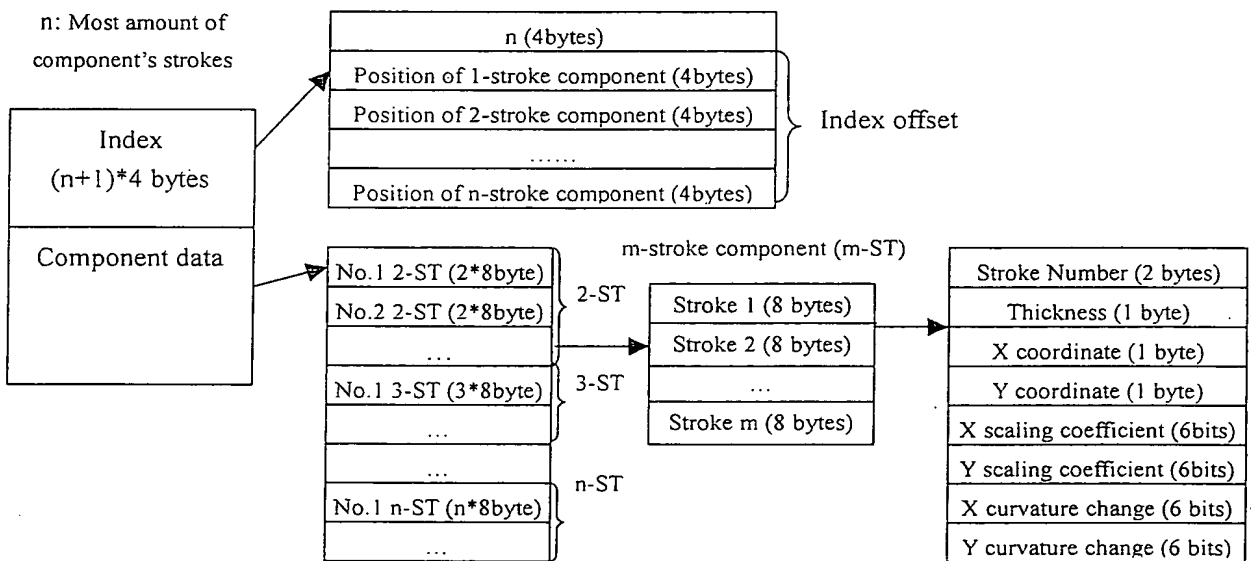 n: Most amount of
component's strokes
Index
(n+1)*4 bytes
Component data
n (4bytes)
Position of 1-stroke component (4bytes)
Position of 2-stroke component (4bytes)
......
Position of n-stroke component (4bytes)
Index offset
No.1 2-ST (2*8byte)
No.2 2-ST (2*8byte)
...
No.1 3-ST (3*8byte)
...
...
No.1 n-ST (n*8byte)
...
2-ST
3-ST
n-ST
m-stroke component (m-ST)
Stroke 1 (8 bytes)
Stroke 2 (8 bytes)
...
Stroke m (8 bytes)
Stroke Number (2 bytes)
Thickness (1 byte)
X coordinate (1 byte)
Y coordinate (1 byte)
X scaling coefficient (6bits)
Y scaling coefficient (6bits)
X curvature change (6 bits)
Y curvature change (6 bits)